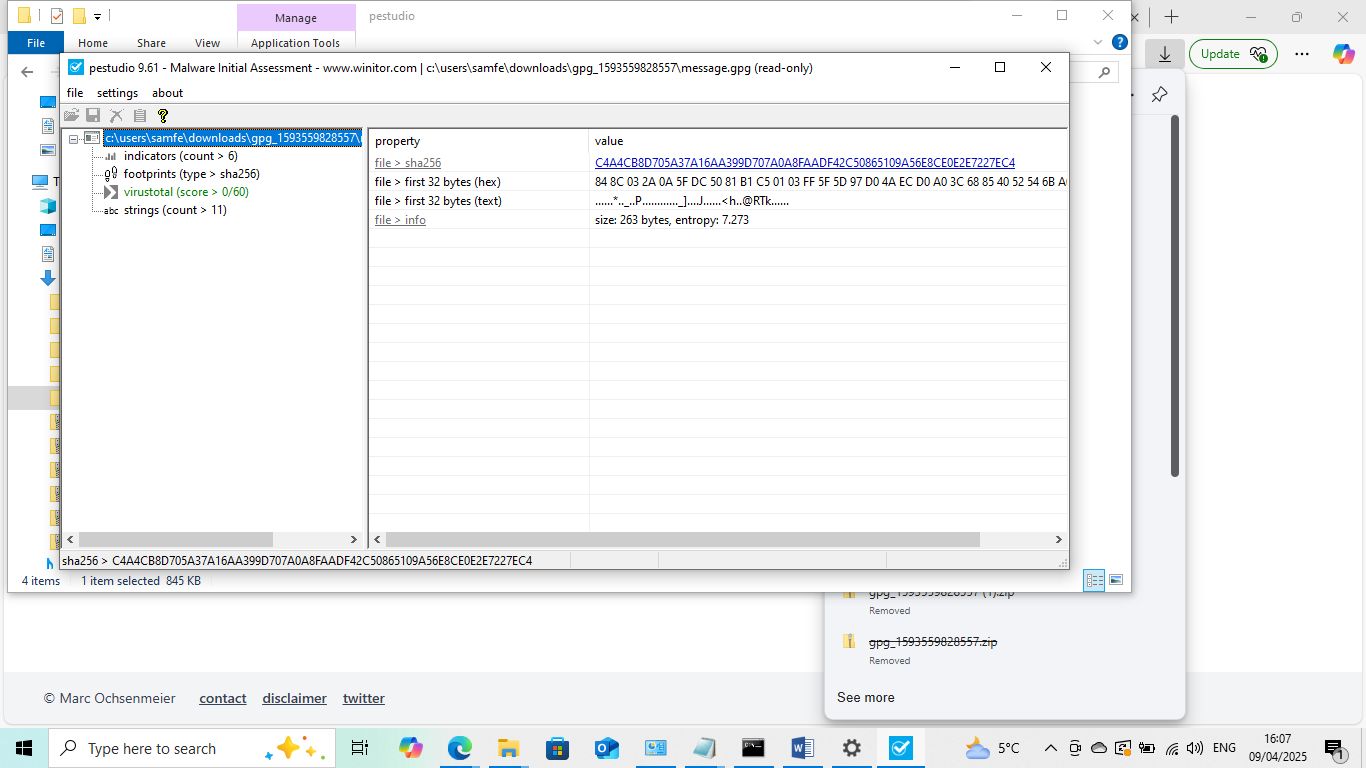 Manage
pestudio
File
Home
Share
View
Application Tools
Update
pestudio 9.61 - Malware Initial Assessment - www.winitor.com | c:\users\samfe\downloads\gpg_1593559828557\message.gpg (read-only)
file
settings
about
c:\users\samfe\downloads\gpg_1593559828557\
indicators (count > 6)
footprints (type > sha256)
virustotal (score > 0/60)
strings (count > 11)
property
value
file > sha256
C4A4CB8D705A37A16AA399D707A0A8FAADF42C50865109A56E8CE0E2E7227EC4
file > first 32 bytes (hex)
84 8C 03 2A 0A 5F DC 50 81 B1 C5 01 03 FF 5F 5D 97 D0 4A EC D0 A0 3C 68 85 40 52 54 6B
file > first 32 bytes (text)
......*.._..P............_]....J......<h..@RTk......
file > info
size: 263 bytes, entropy: 7.273
sha256 > C4A4CB8D705A37A16AA399D707A0A8FAADF42C50865109A56E8CE0E2E7227EC4
4 items
1 item selected 845 KB
gpg_1593559828557 (1).zip
Removed
gpg_1593559828557.zip
Removed
See more
© Marc Ochsenmeier
contact
disclaimer
twitter
Type here to search
5°C
ENG
16:07
09/04/2025
1